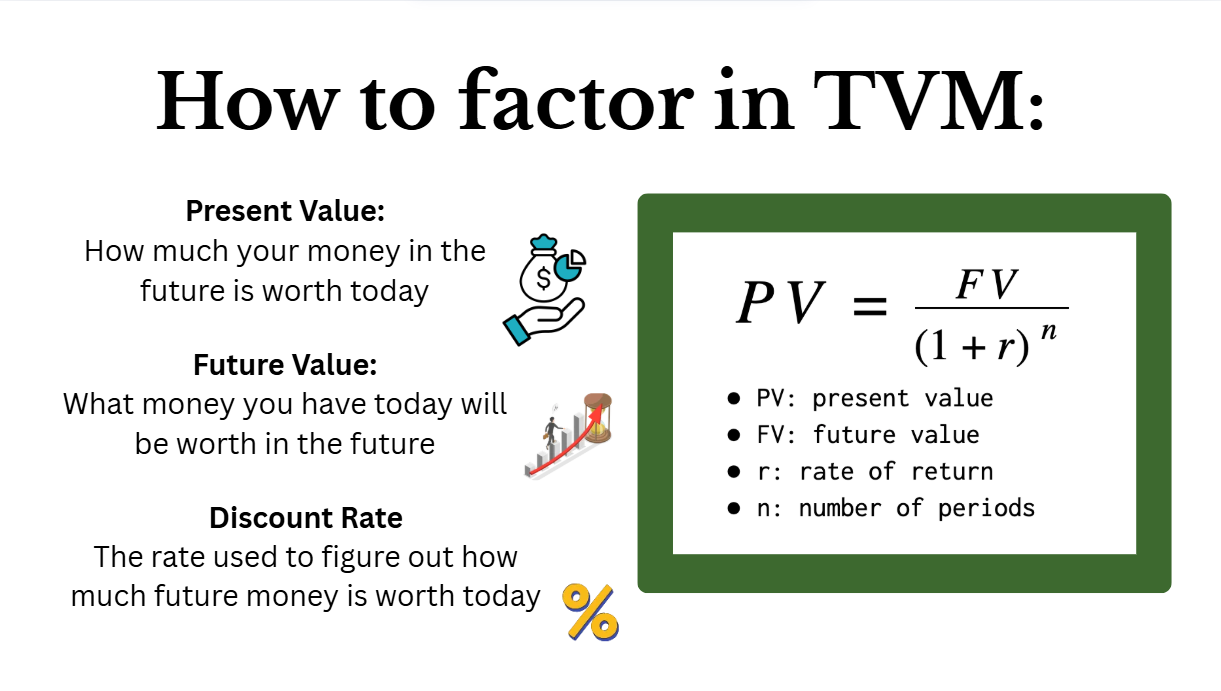 How to factor in TVM:
Present Value:
How much your money in the
future is worth today
$
Future Value:
What money you have today will
be worth in the future
Discount Rate
The rate used to figure out how
much future money is worth today
%
PV = FV / (1 + r)^n
● PV: present value
● FV: future value
● r: rate of return
● n: number of periods